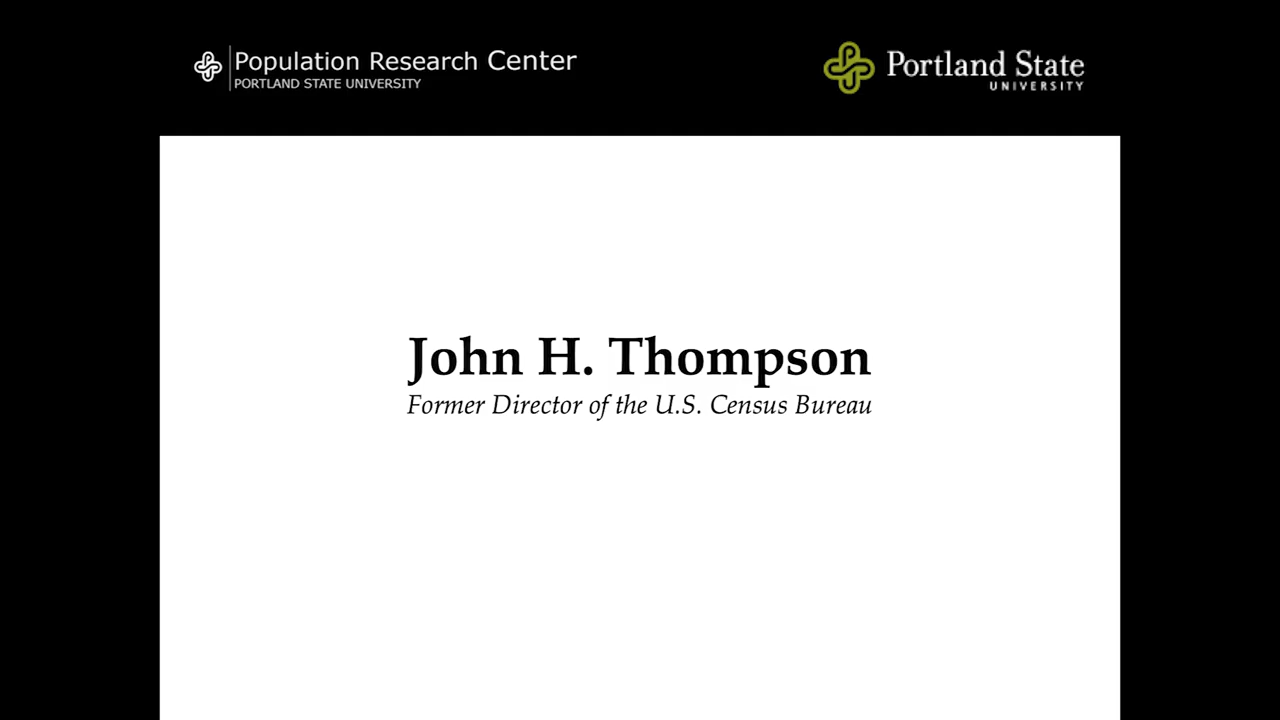 Population Research Center
PORTLAND STATE UNIVERSITY
Portland State
UNIVERSITY
John H. Thompson
Former Director of the U.S. Census Bureau